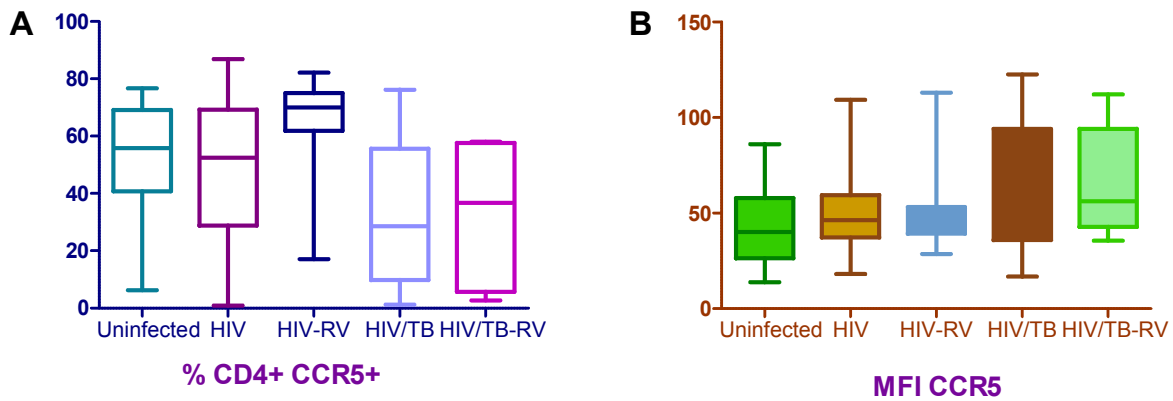 A
100
80
60
40
20
0
Uninfected HIV HIV-RV HIV/TB HIV/TB-RV
% CD4+ CCR5+
B
150
100
50
0
Uninfected HIV HIV-RV HIV/TB HIV/TB-RV
MFI CCR5